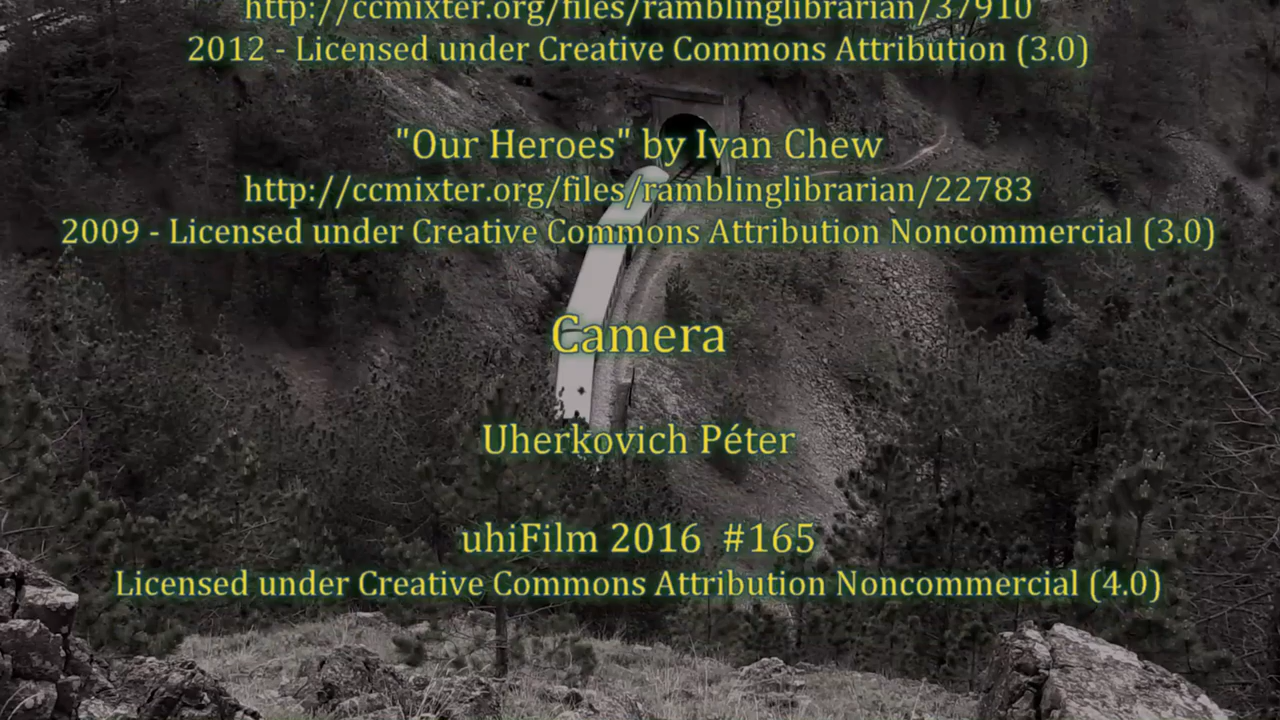 http://ccmixter.org/files/ramblinglibrarian/37910
2012 - Licensed under Creative Commons Attribution (3.0)
"Our Heroes" by Ivan Chew
http://ccmixter.org/files/ramblinglibrarian/22783
2009 - Licensed under Creative Commons Attribution Noncommercial (3.0)
Camera
Uherkovich Péter
uhiFilm 2016 #165
Licensed under Creative Commons Attribution Noncommercial (4.0)